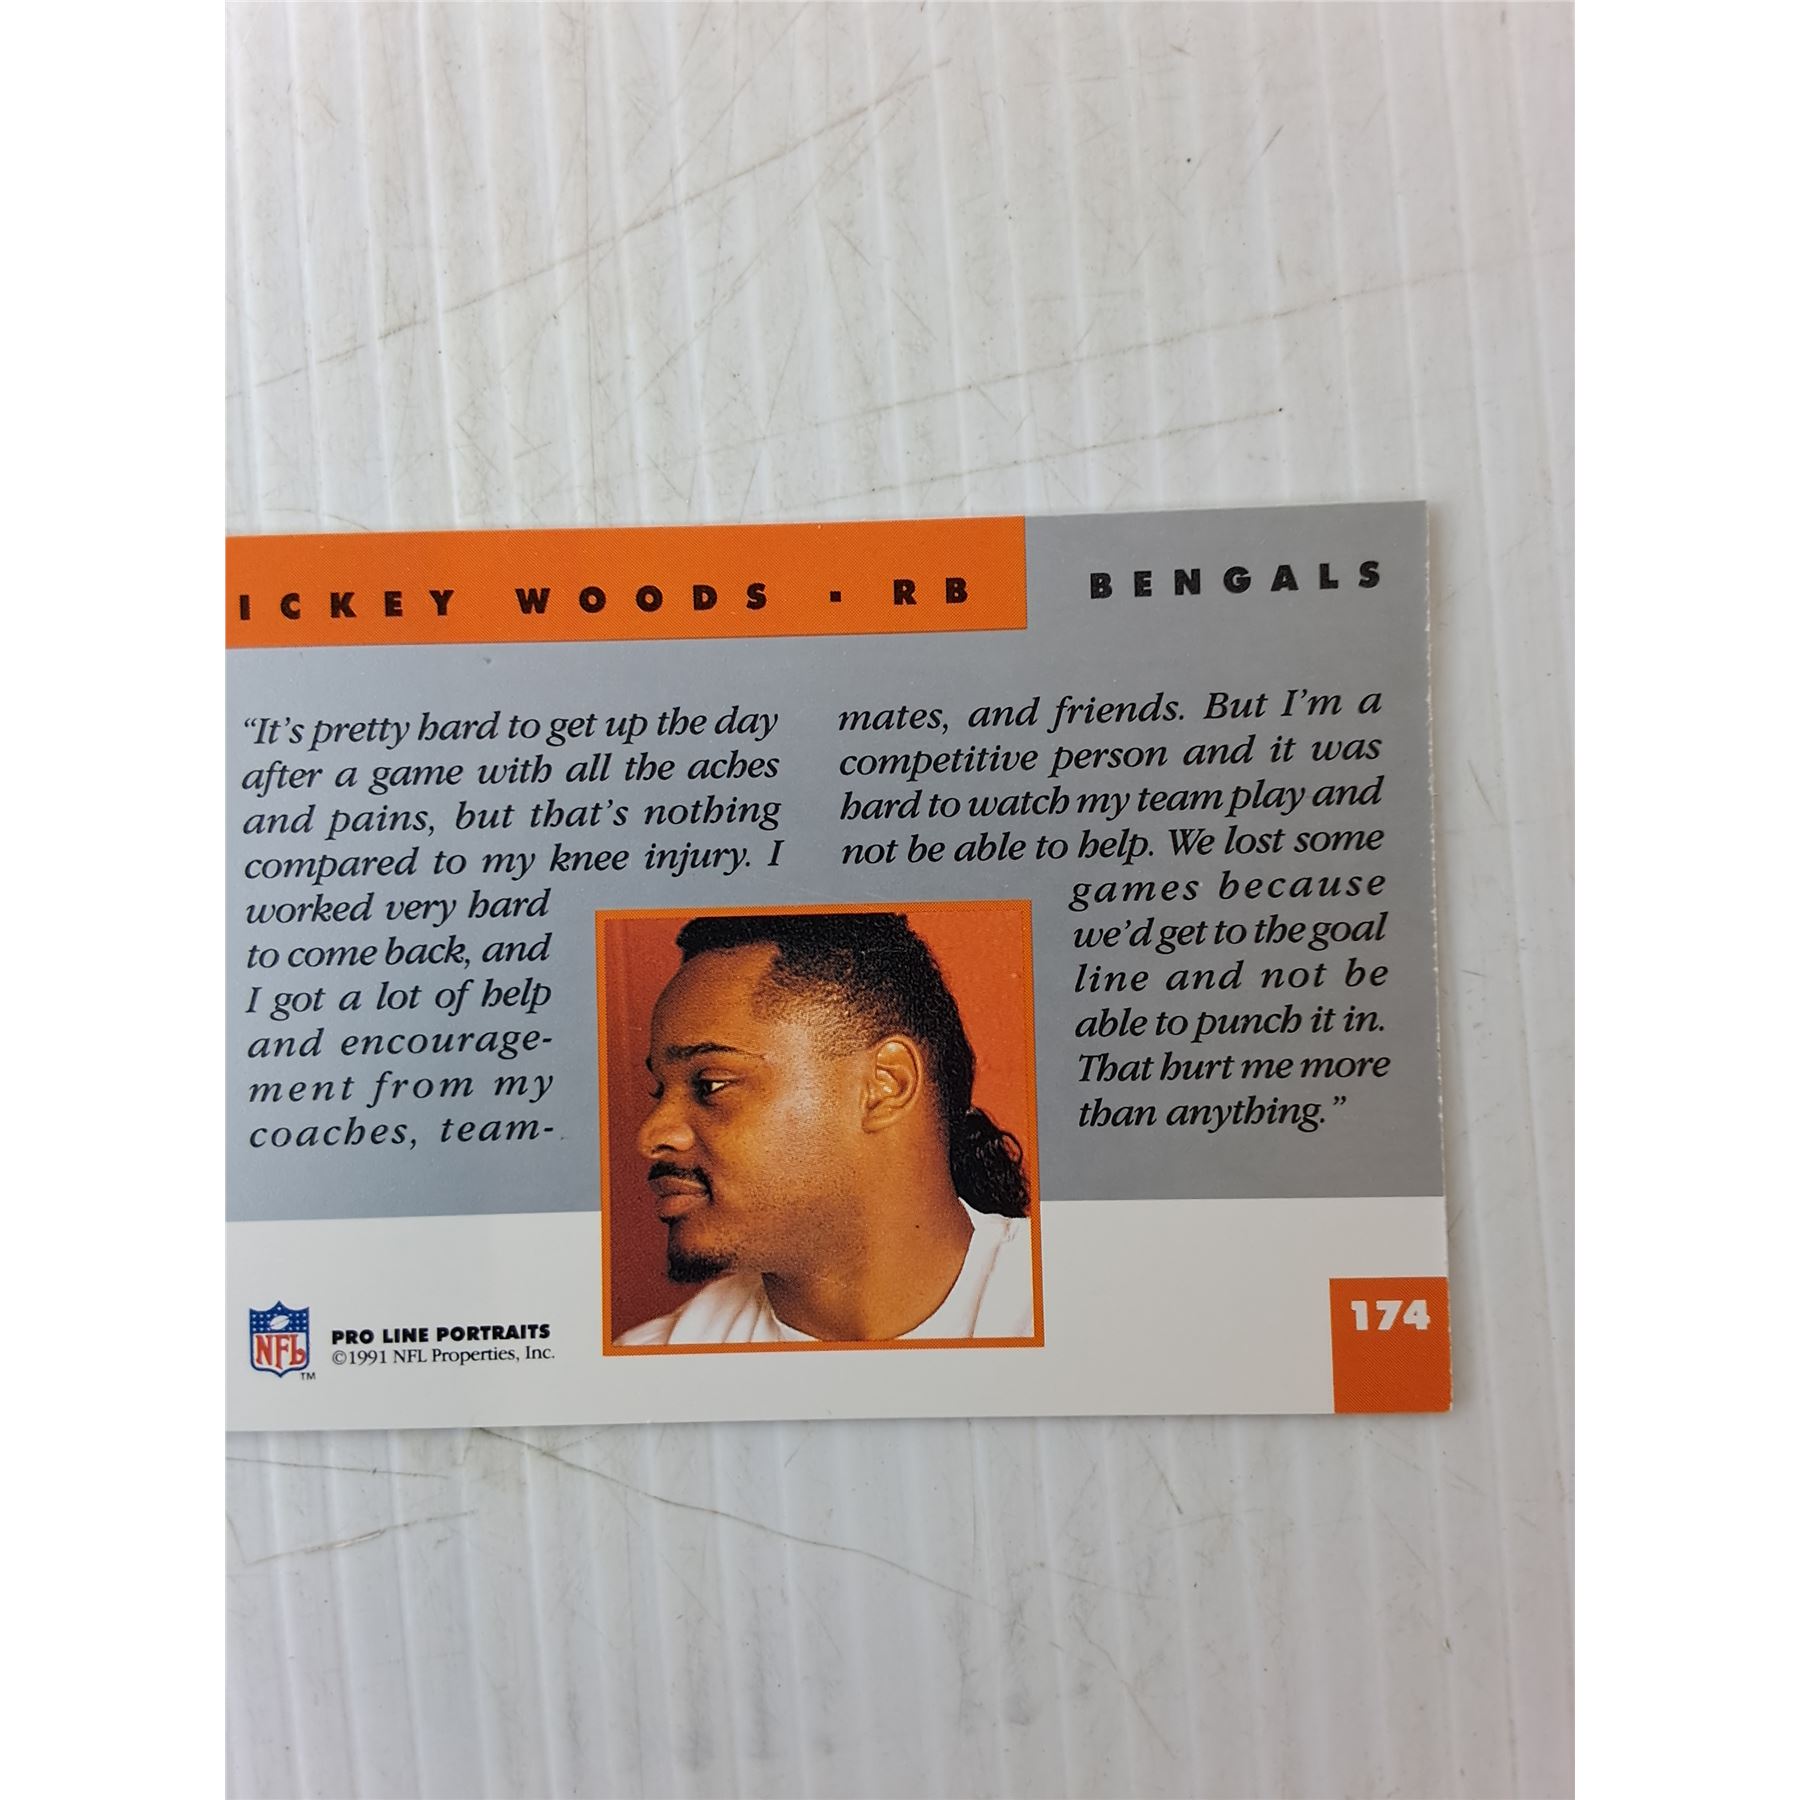 ICKEY WOODS ▪ RB
BENGALS
“It’s pretty hard to get up the day
after a game with all the aches
and pains, but that’s nothing
compared to my knee injury. I
worked very hard
to come back, and
I got a lot of help
and encourage-
ment from my
coaches, team-
mates, and friends. But I’m a
competitive person and it was
hard to watch my team play and
not be able to help. We lost some
games because
we’d get to the goal
line and not be
able to punch it in.
That hurt me more
than anything.”
NFL
TM
PRO LINE PORTRAITS
©1991 NFL Properties, Inc.
174